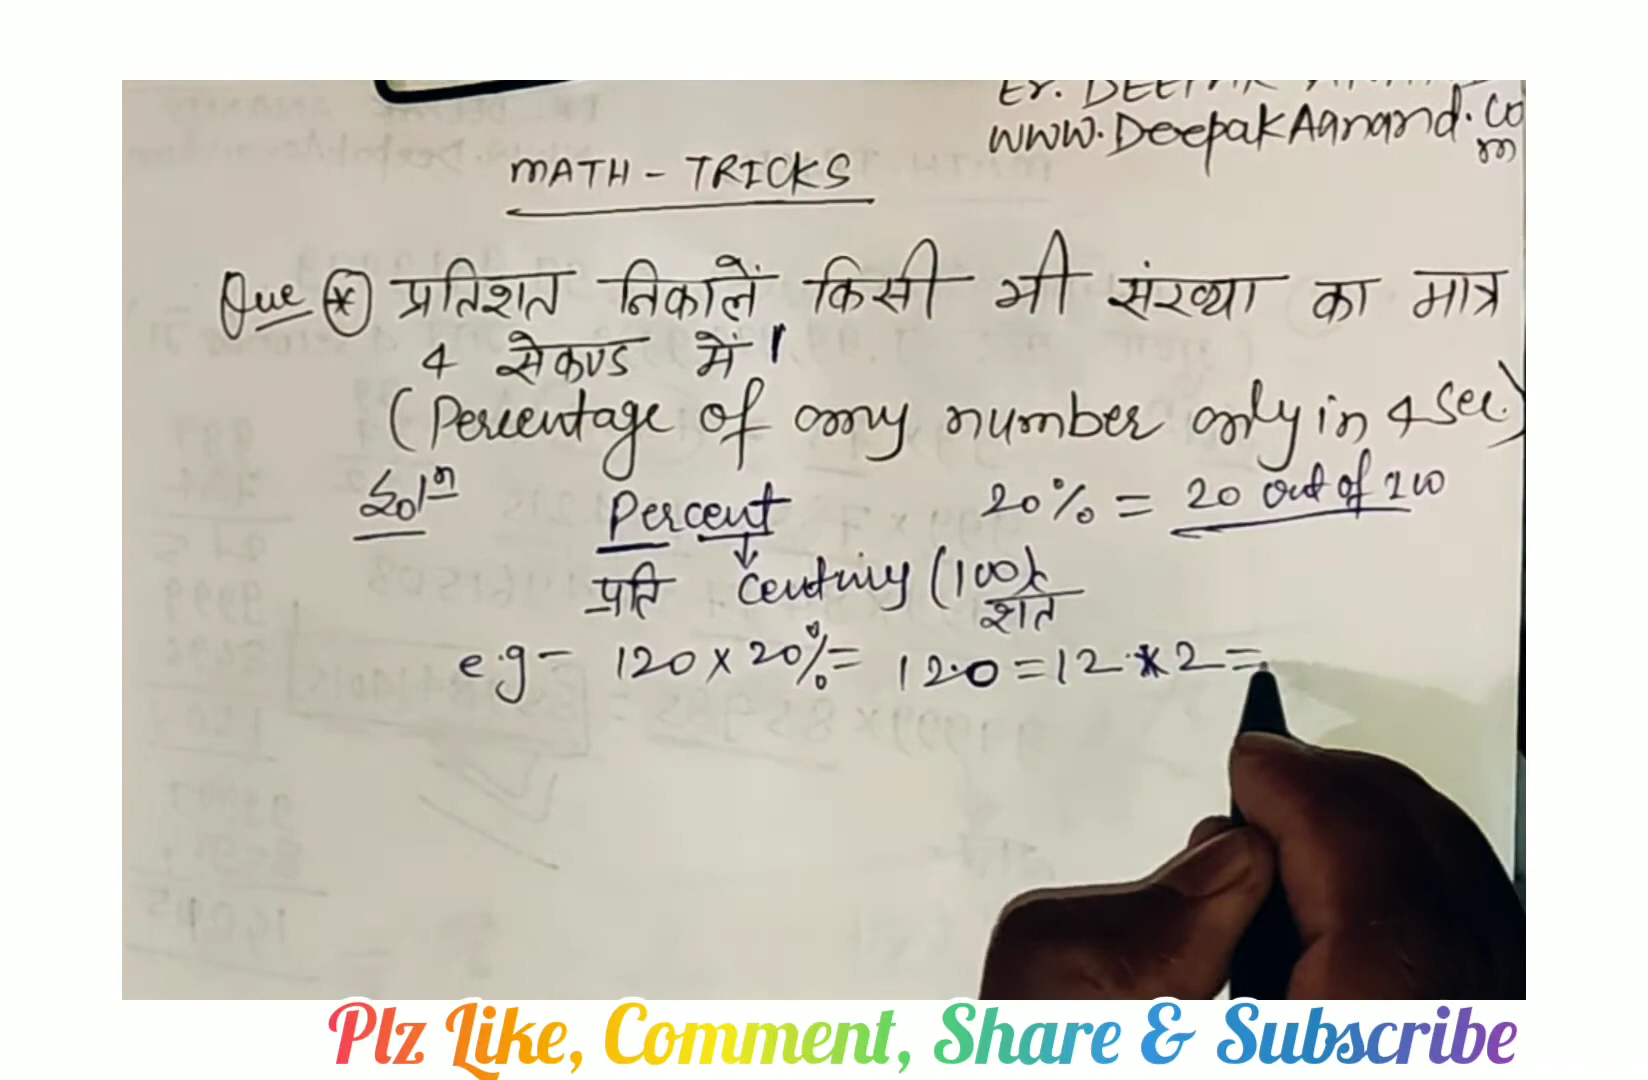 www.DeepakAanand.com
MATH - TRICKS
Que * प्रतिशत निकालें किसी भी संख्या का मात्र
4 सेकण्ड में।
(Percentage of any number only in 4 sec.)
Solⁿ Percent 20% = 20 out of 100
प्रति Century (100)
शत
e.g- 120 x 20% = 12.0 = 12 * 2 =
Plz Like, Comment, Share & Subscribe